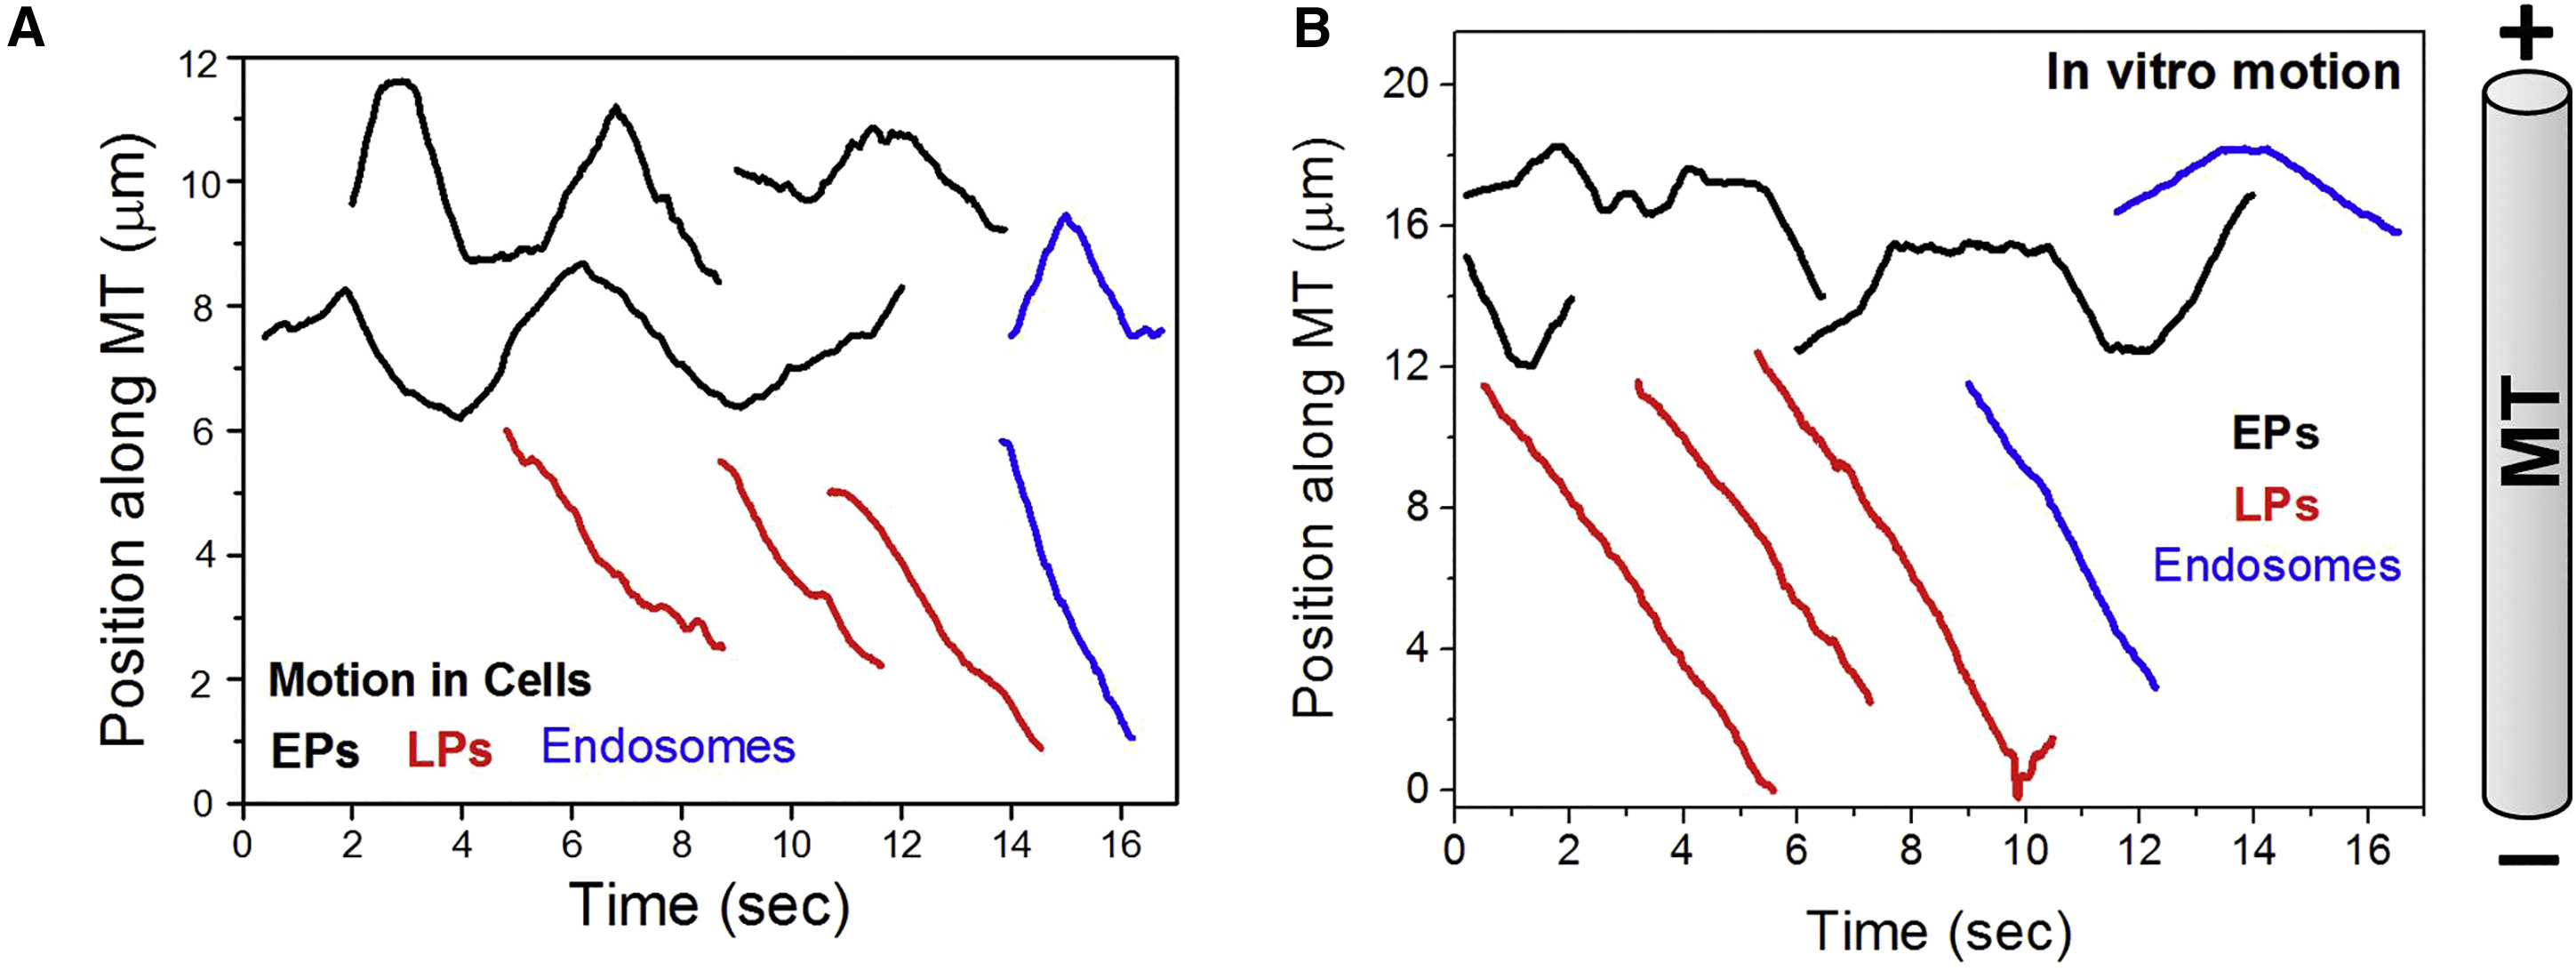 A
Position along MT (μm)
12
10
8
6
4
2
0
Motion in Cells
EPs LPs Endosomes
0 2 4 6 8 10 12 14 16
Time (sec)
B
Position along MT (μm)
20
16
12
8
4
0
In vitro motion
EPs
LPs
Endosomes
0 2 4 6 8 10 12 14 16
Time (sec)
+
MT
−